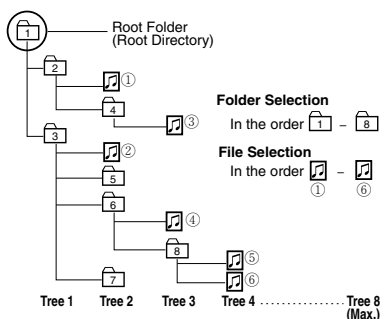 1
Root Folder
(Root Directory)
2
①
4
③
3
②
5
6
④
8
⑤
⑥
7
Folder Selection
In the order 1 – 8
File Selection
In the order –
① ⑥
Tree 1 Tree 2 Tree 3 Tree 4 ................ Tree 8
(Max.)